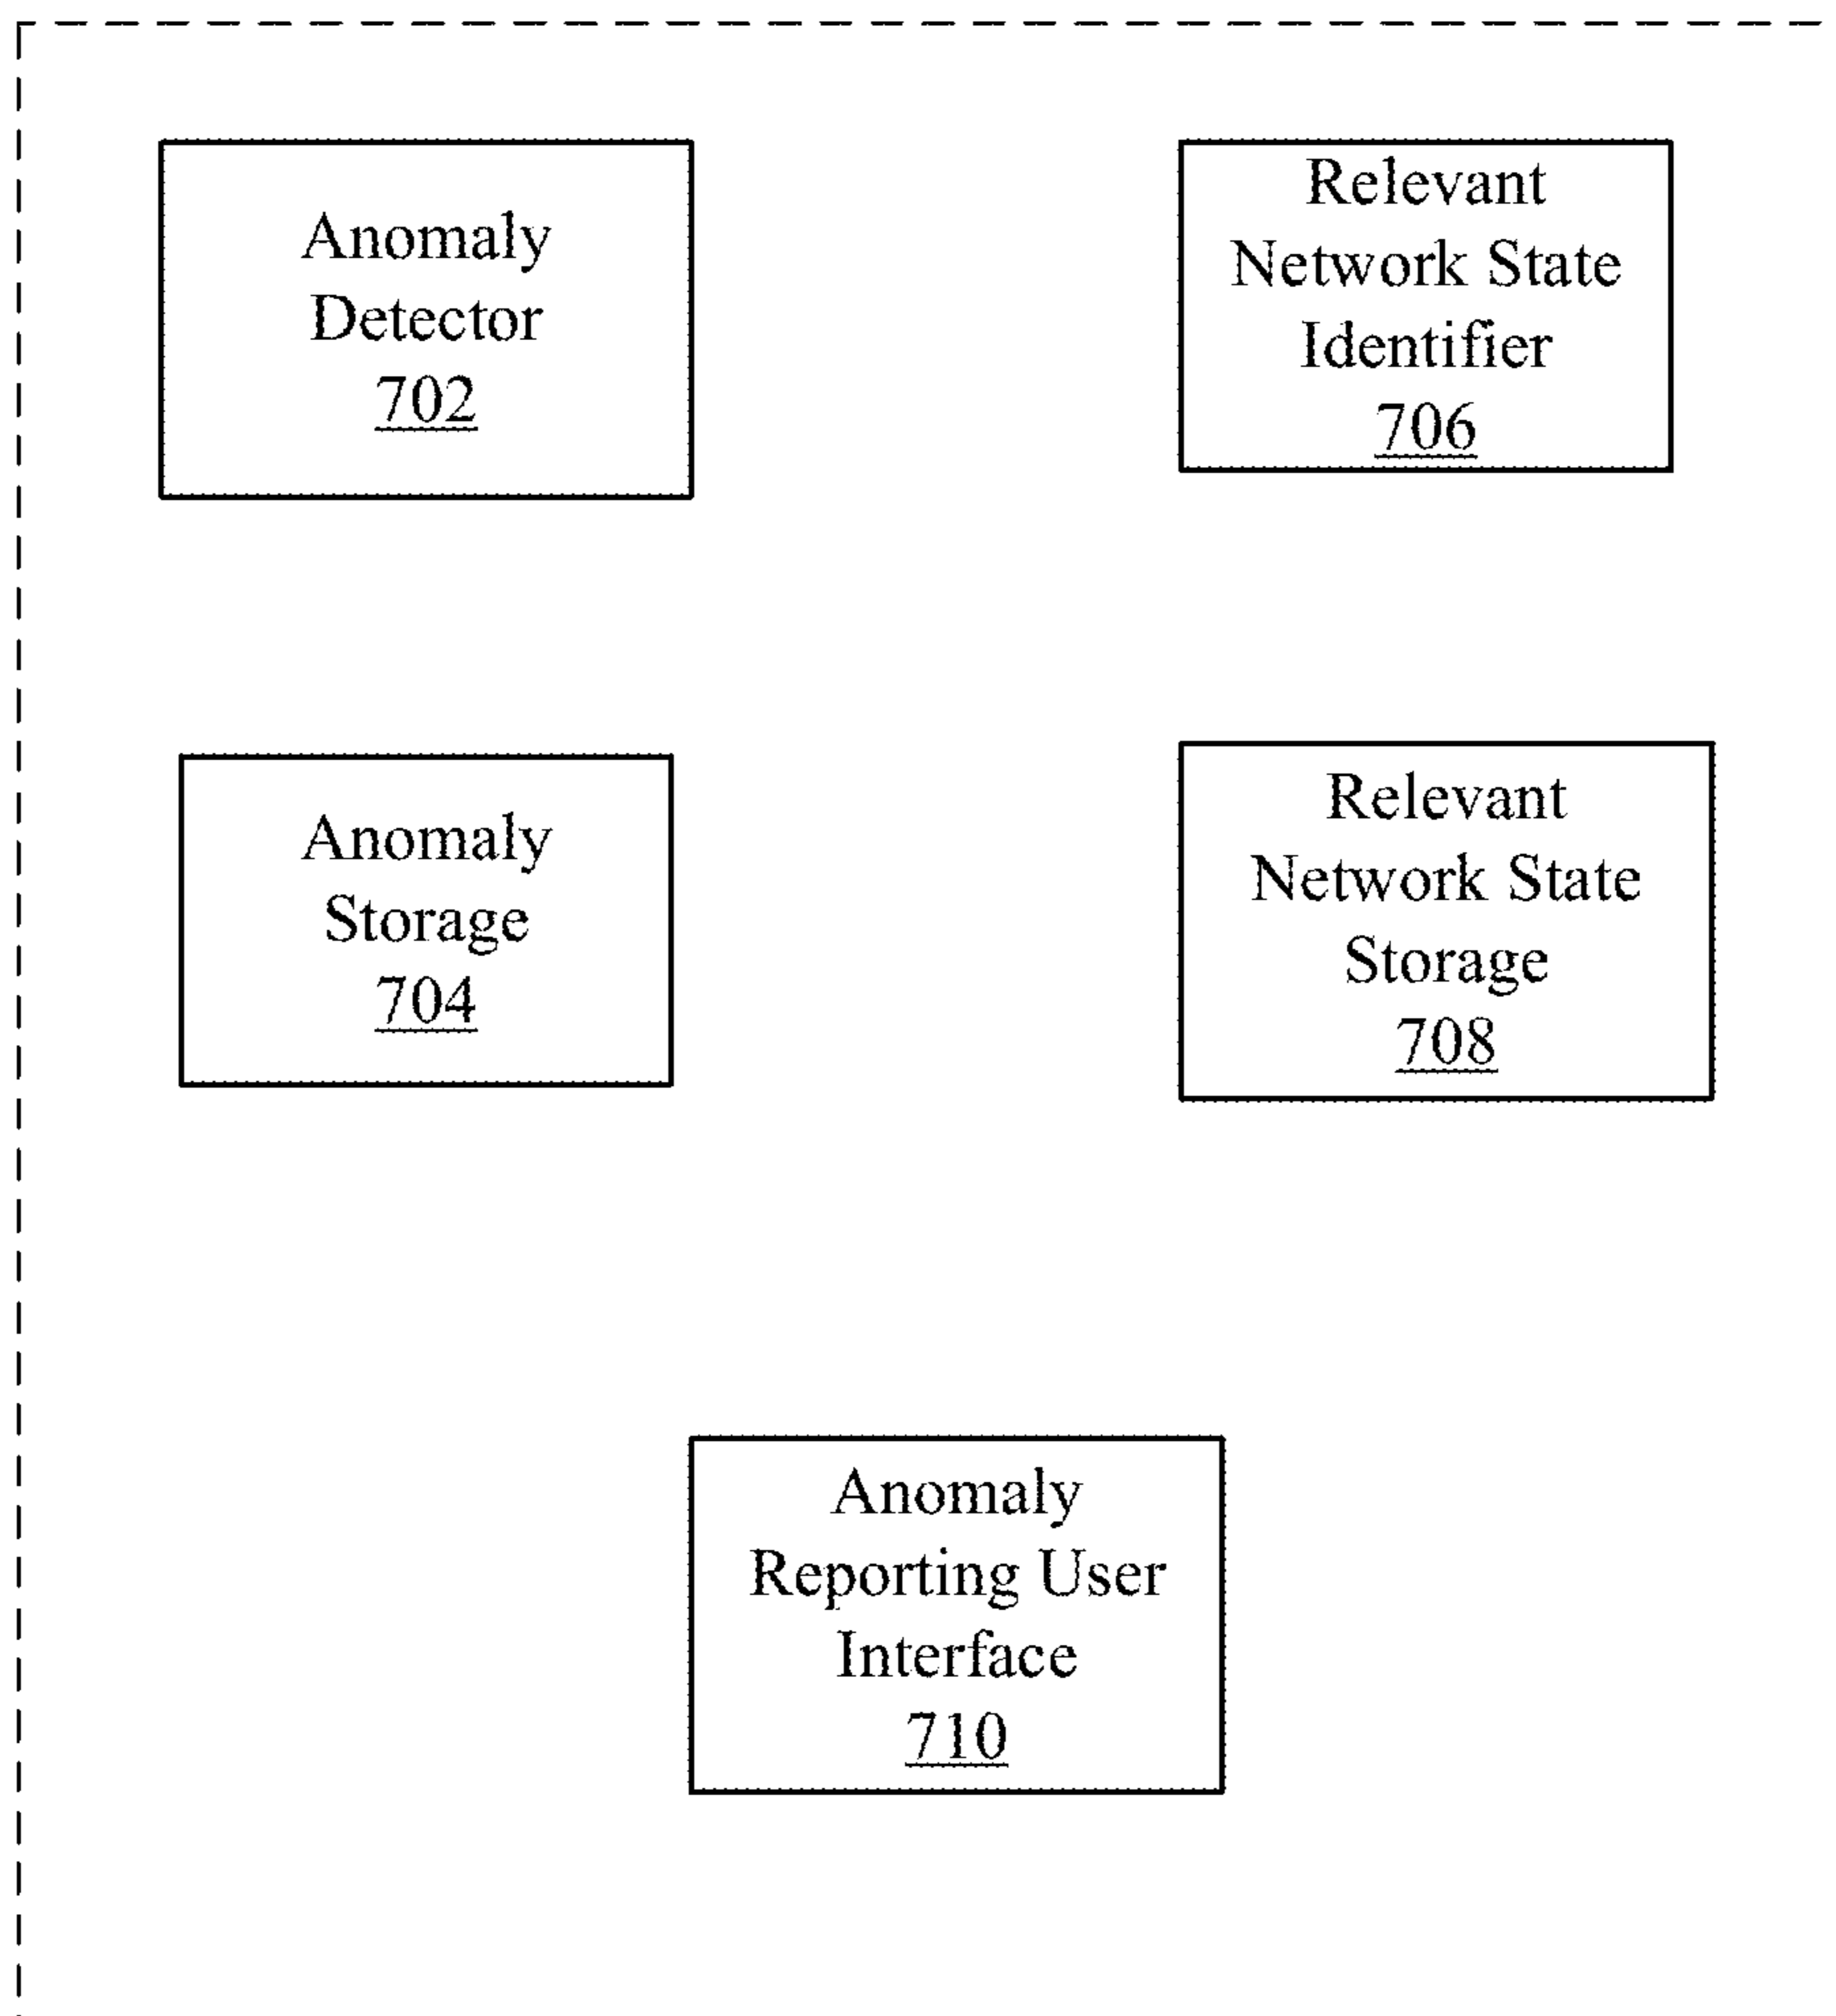 Anomaly
Detector
702
Relevant
Network State
Identifier
706
Anomaly
Storage
704
Relevant
Network State
Storage
708
Anomaly
Reporting User
Interface
710